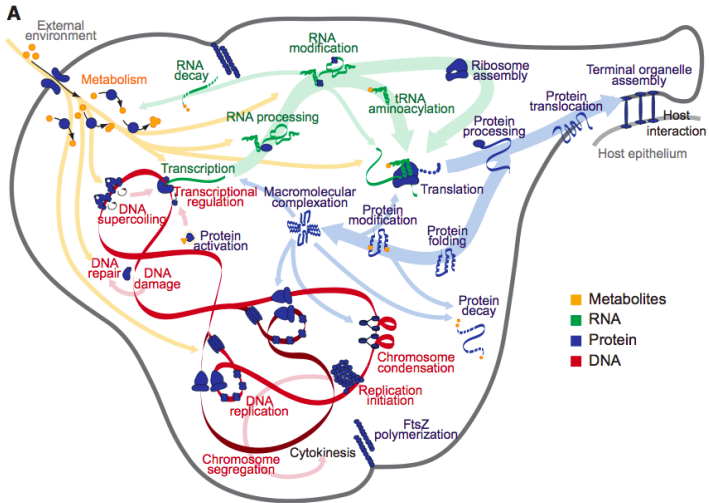 A
External
environment
Metabolism
RNA
decay
RNA
modification
Ribosome
assembly
tRNA
aminoacylation
RNA processing
Terminal organelle
assembly
Protein
translocation
Host
interaction
Host epithelium
Protein
processing
Transcription
Transcriptional
regulation
Macromolecular
complexation
Translation
DNA
supercoiling
Protein
activation
Protein
modification
Protein
folding
DNA
repair
DNA
damage
Protein
decay
Metabolites
RNA
Protein
DNA
Chromosome
condensation
Replication
initiation
DNA
replication
FtsZ
polymerization
Chromosome
segregation
Cytokinesis